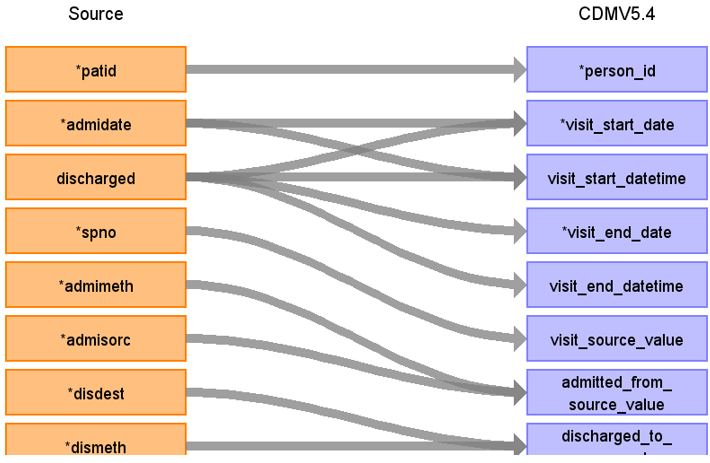 Source
CDMV5.4
*patid
*person_id
*admidate
*visit_start_date
discharged
visit_start_datetime
*spno
*visit_end_date
*admimeth
visit_end_datetime
*admisorc
visit_source_value
*disdest
admitted_from_
source_value
*dismeth
discharged_to_